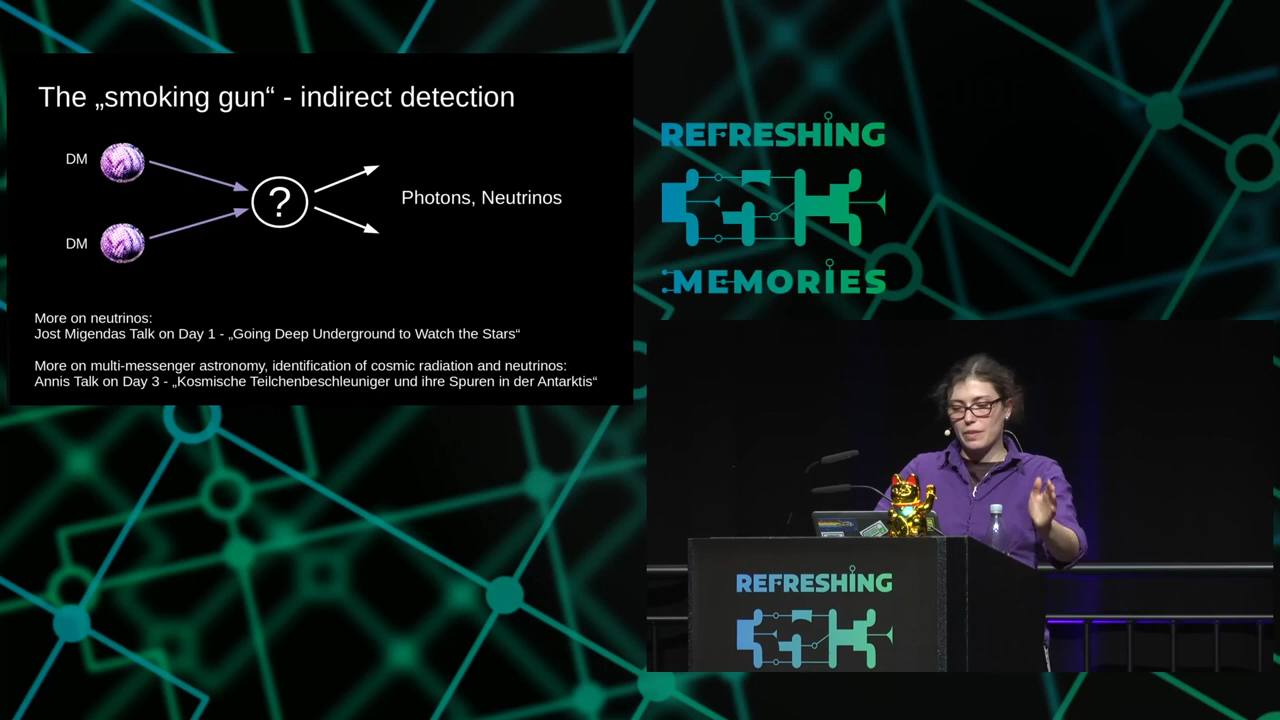 The „smoking gun“ - indirect detection
DM
Photons, Neutrinos
?
DM
More on neutrinos:
Jost Migendas Talk on Day 1 - „Going Deep Underground to Watch the Stars“
More on multi-messenger astronomy, identification of cosmic radiation and neutrinos:
Annis Talk on Day 3 - „Kosmische Teilchenbeschleuniger und ihre Spuren in der Antarktis“
REFRESHING
MEMORIES
REFRESHING